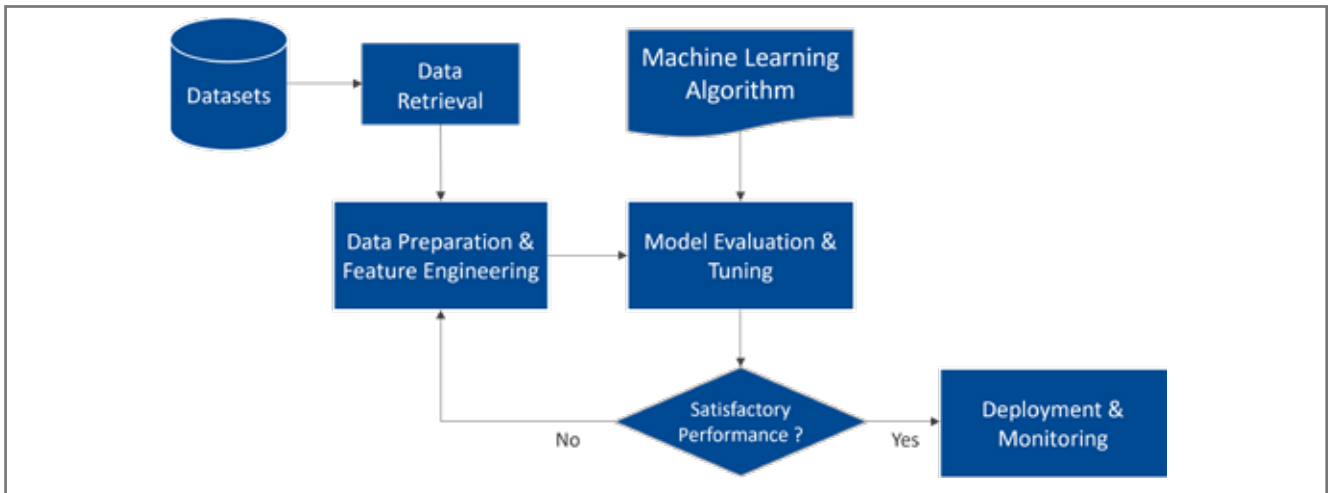 Datasets
Data
Retrieval
Machine Learning
Algorithm
Data Preparation &
Feature Engineering
Model Evaluation &
Tuning
Satisfactory
Performance ?
No
Yes
Deployment &
Monitoring